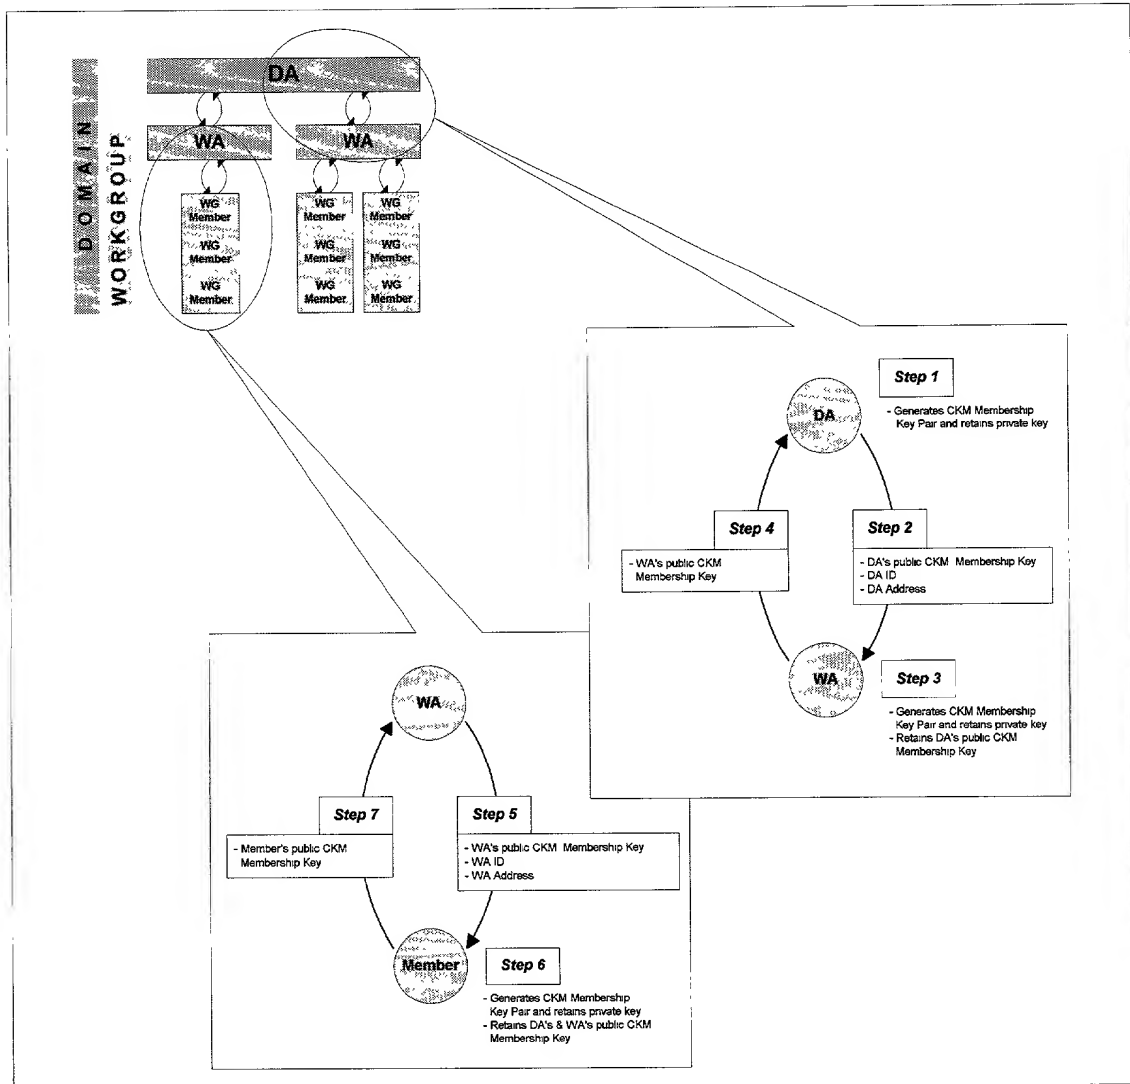 DOMAIN
WORKGROUP
DA
WA
WA
WG
Member
WG
Member
WG
Member
WG
Member
WG
Member
WG
Member
WG
Member
WG
Member
WG
Member
DA
Step 1
- Generates CKM Membership
Key Pair and retains private key
Step 4
- WA's public CKM
Membership Key
Step 2
- DA's public CKM Membership Key
- DA ID
- DA Address
WA
Step 3
- Generates CKM Membership
Key Pair and retains private key
- Retains DA's public CKM
Membership Key
WA
Step 7
- Member's public CKM
Membership Key
Step 5
- WA's public CKM Membership Key
- WA ID
- WA Address
Member
Step 6
- Generates CKM Membership
Key Pair and retains private key
- Retains DA's & WA's public CKM
Membership Key